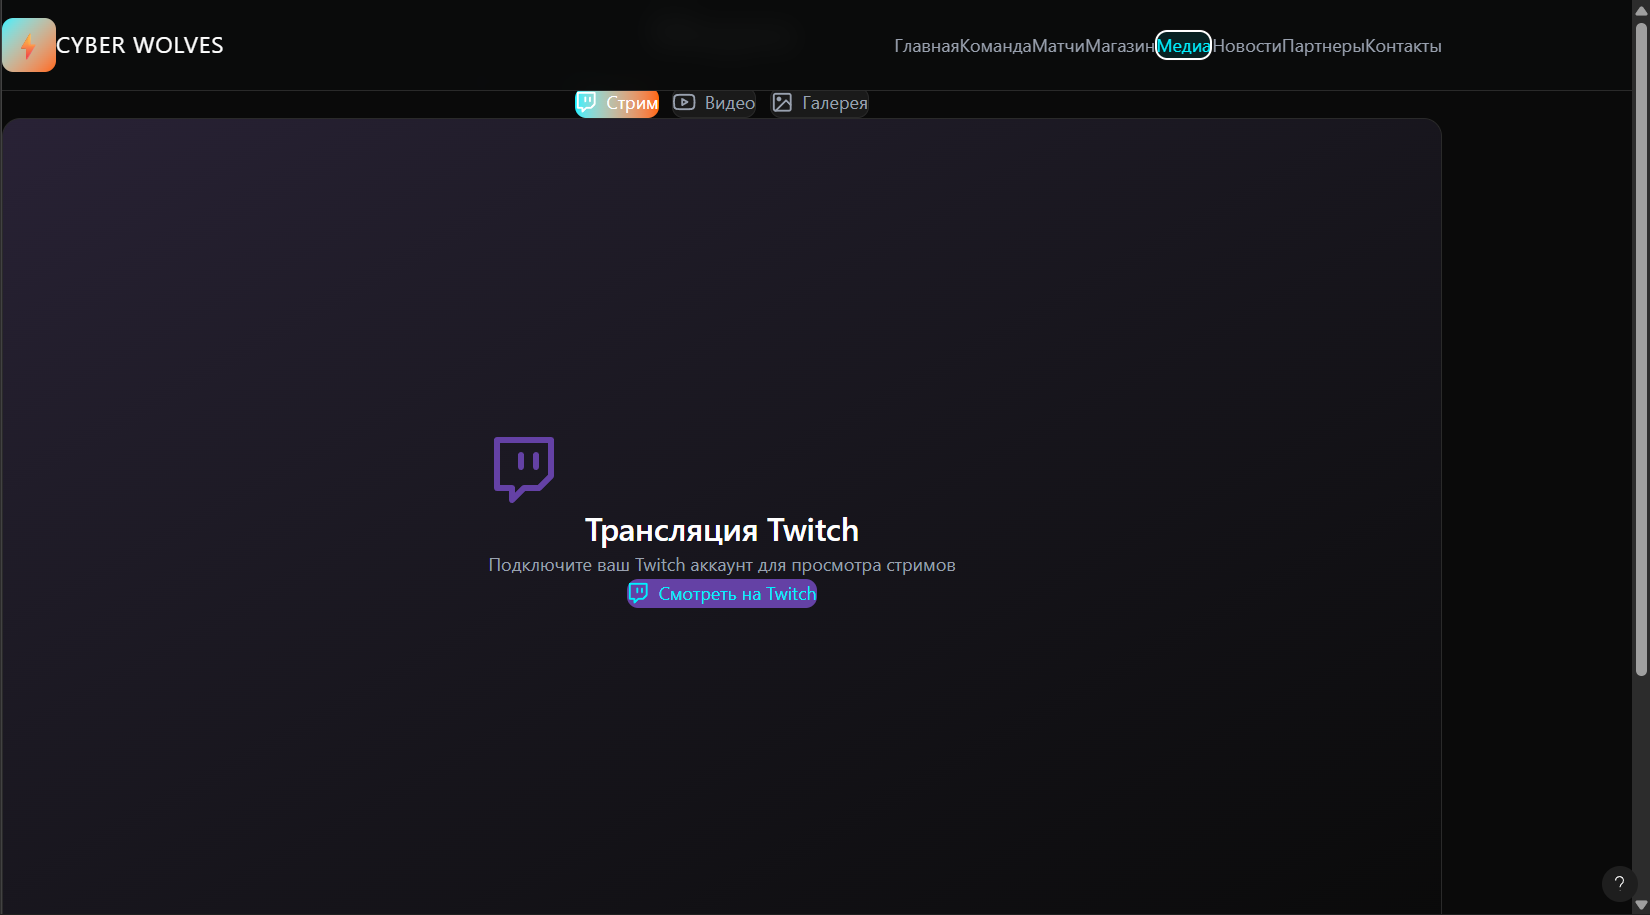 CYBER WOLVES
ГлавнаяКомандаМатчиМагазинМедиаНовостиПартнерыКонтакты
Стрим Видео Галерея
Трансляция Twitch
Подключите ваш Twitch аккаунт для просмотра стримов
Смотреть на Twitch
?